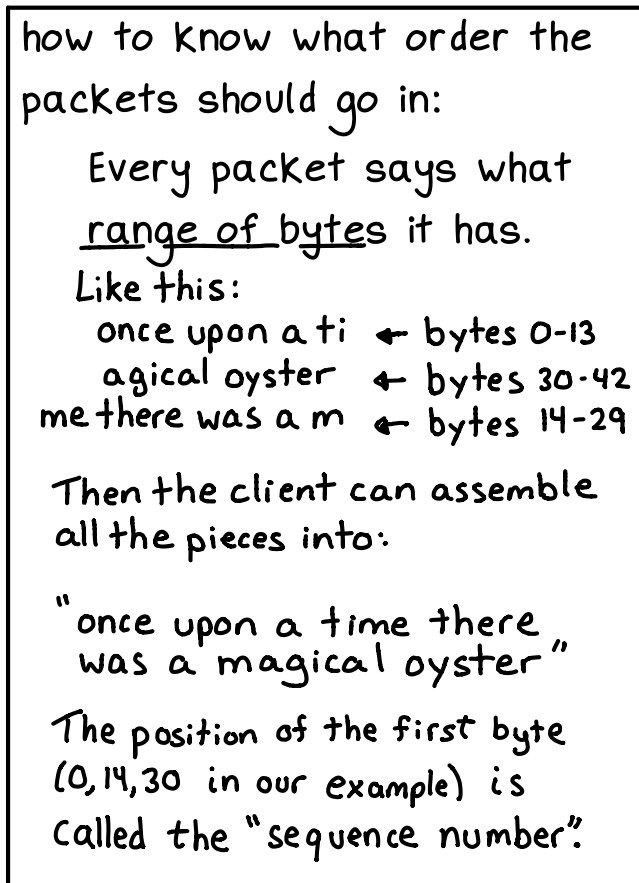 how to know what order the
packets should go in:
Every packet says what
range of bytes it has.
Like this:
once upon a ti ← bytes 0-13
agical oyster ← bytes 30-42
me there was a m ← bytes 14-29
Then the client can assemble
all the pieces into:
"once upon a time there
was a magical oyster"
The position of the first byte
(0,14,30 in our example) is
called the "sequence number".